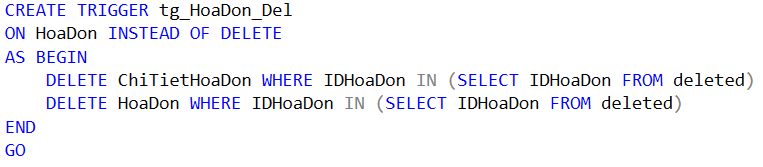 CREATE TRIGGER tg_HoaDon_Del
ON HoaDon INSTEAD OF DELETE
AS BEGIN
    DELETE ChiTietHoaDon WHERE IDHoaDon IN (SELECT IDHoaDon FROM deleted)
    DELETE HoaDon WHERE IDHoaDon IN (SELECT IDHoaDon FROM deleted)
END
GO